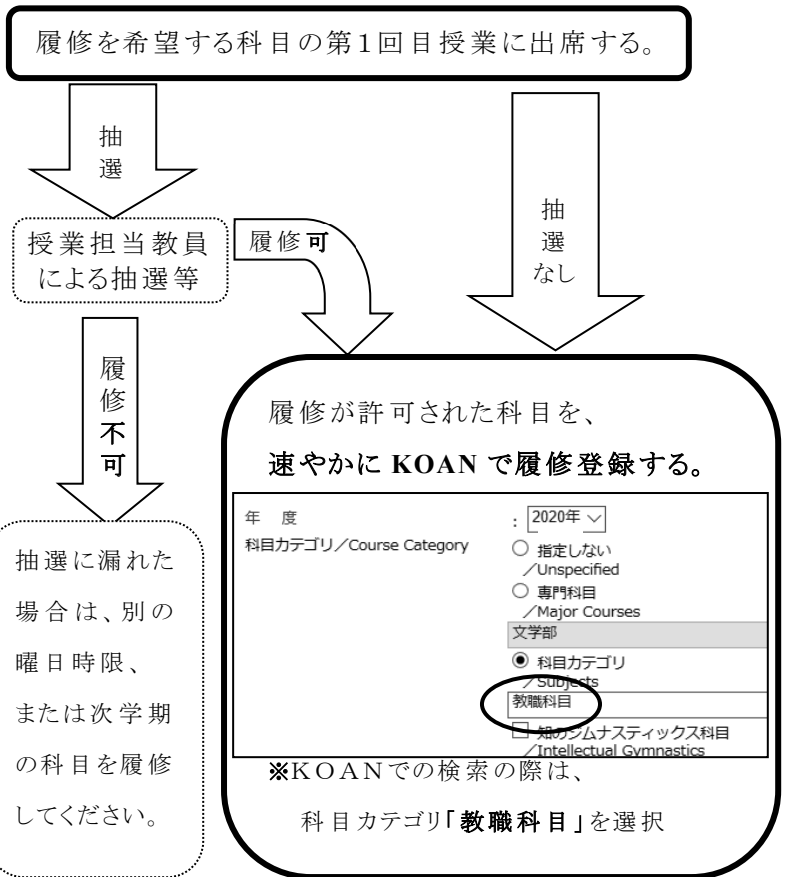 履修を希望する科目の第1回目授業に出席する。
抽
選
授業担当教員
による抽選等
履修可
抽
選
なし
履
修
不
可
抽選に漏れた
場合は、別の
曜日時限、
または次学期
の科目を履修
してください。
履修が許可された科目を、
速やかに KOAN で履修登録する。
年 度 : 2020年
科目カテゴリ/Course Category
指定しない
/Unspecified
専門科目
/Major Courses
文学部
科目カテゴリ
/Subjects
教職科目
知のジムナスティックス科目
/Intellectual Gymnastics
※KOANでの検索の際は、
科目カテゴリ「教職科目」を選択